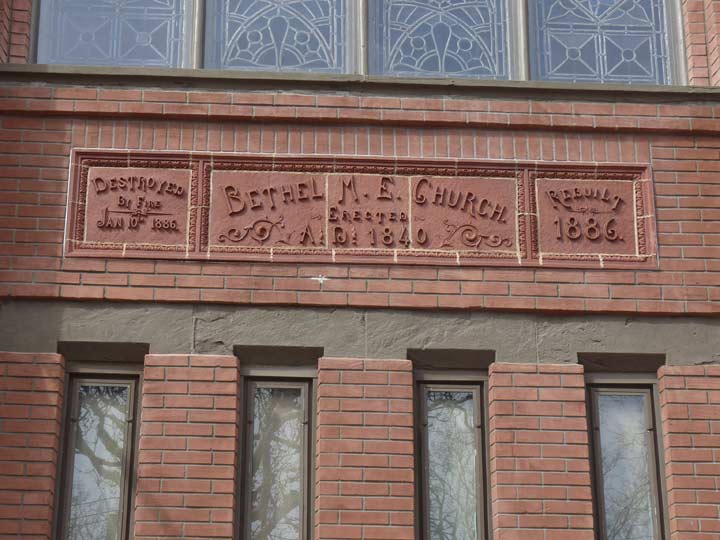 DESTROYED
BY FIRE
JAN 10TH 1886.
BETHEL M. E. CHURCH.
ERECTED
A. D. 1840
REBUILT
1886.